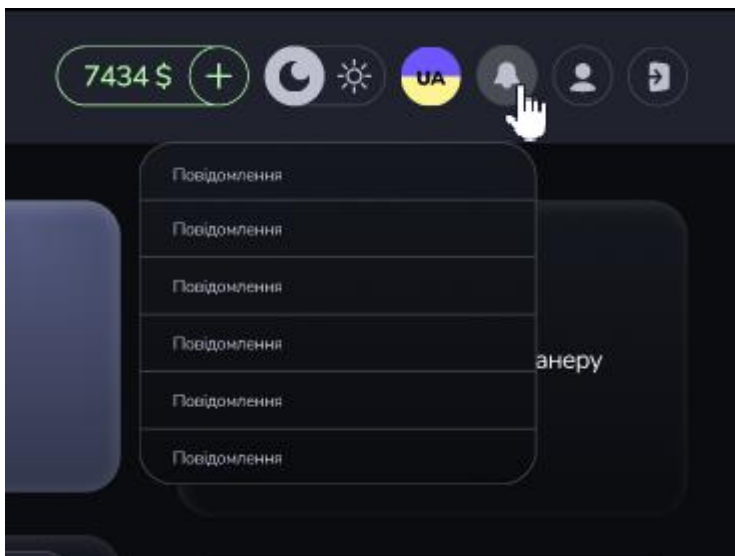 7434 $ +
UA
Повідомлення
Повідомлення
Повідомлення
Повідомлення
анеру
Повідомлення
Повідомлення